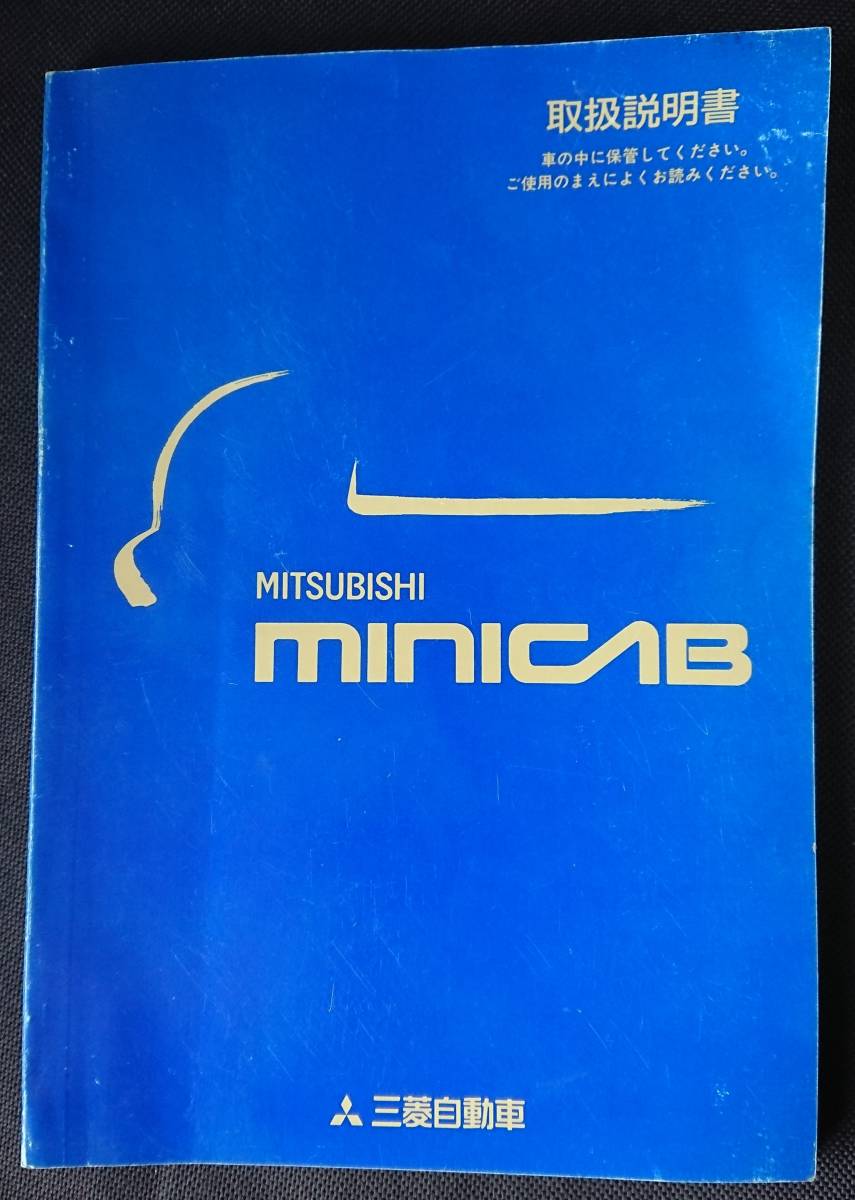 取扱説明書
車の中に保管してください。
ご使用のまえによくお読みください。
MITSUBISHI
MINICAB
三菱自動車